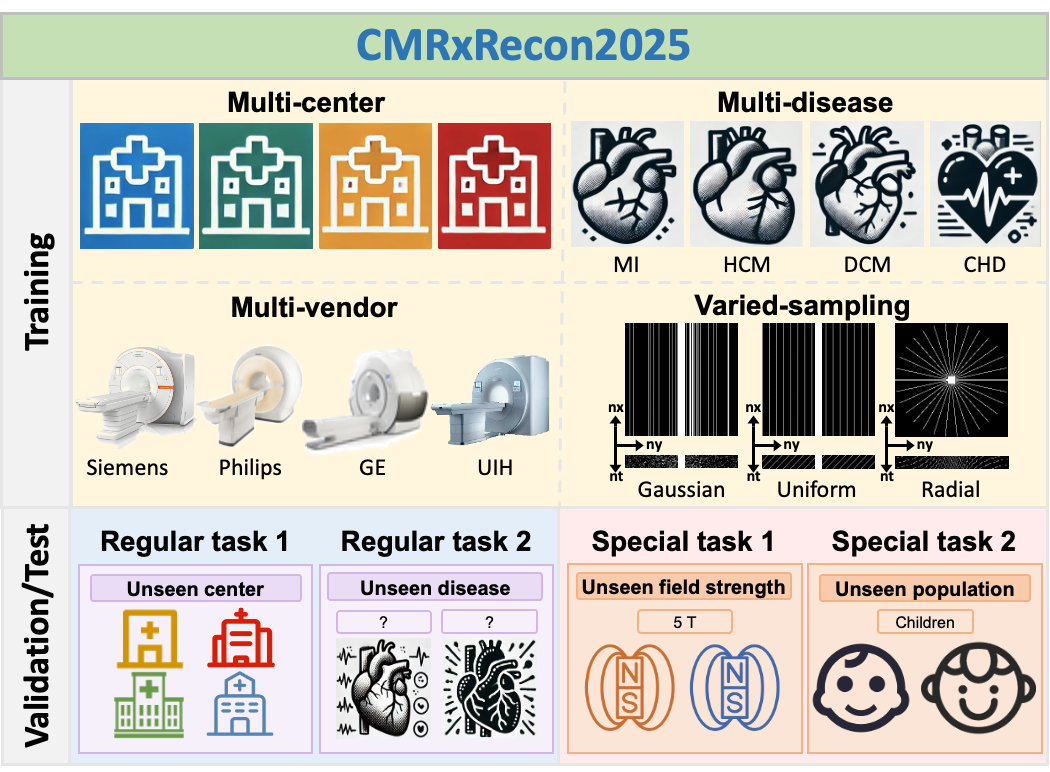 CMRxRecon2025
Training
Multi-center
Multi-disease
MI HCM DCM CHD
Multi-vendor
Siemens Philips GE UIH
Varied-sampling
nx ny nt
nx ny nt
nx ny nt
Gaussian Uniform Radial
Validation/Test
Regular task 1
Unseen center
Regular task 2
Unseen disease
? ?
Special task 1
Unseen field strength
5 T
N N
S S
Special task 2
Unseen population
Children